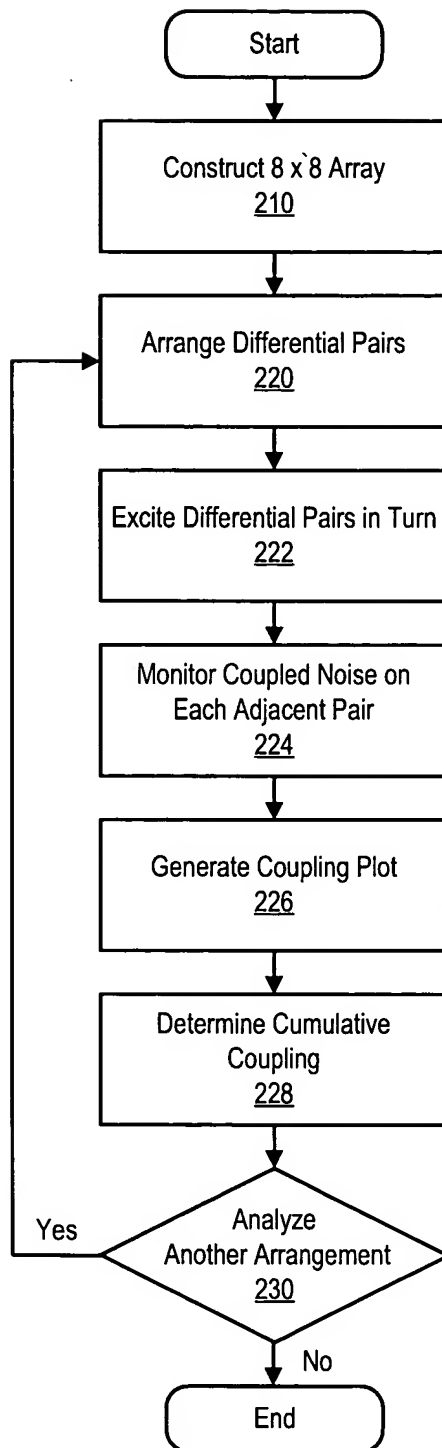 Start
Construct 8 x 8 Array
210
Arrange Differential Pairs
220
Excite Differential Pairs in Turn
222
Monitor Coupled Noise on
Each Adjacent Pair
224
Generate Coupling Plot
226
Determine Cumulative
Coupling
228
Yes
Analyze
Another Arrangement
230
No
End